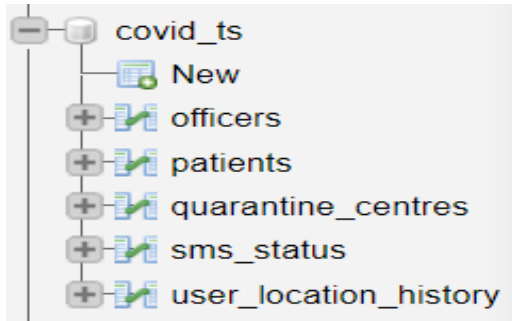 covid_ts
New
officers
patients
quarantine_centres
sms_status
user_location_history